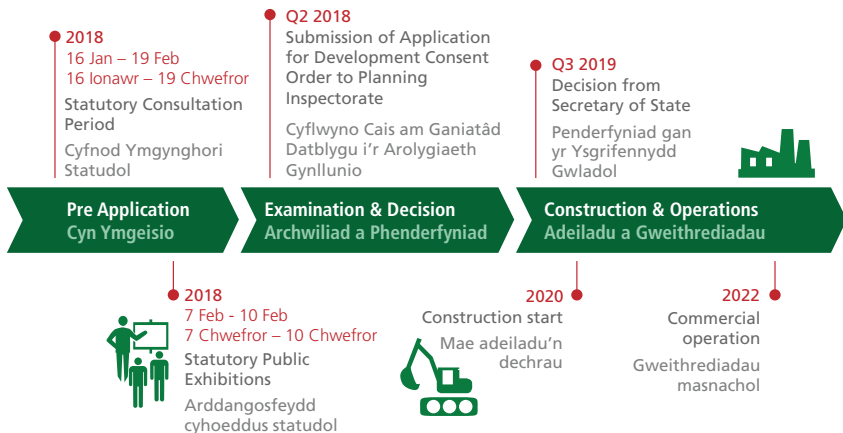 2018
16 Jan – 19 Feb
16 Ionawr – 19 Chwefror
Statutory Consultation
Period
Cyfnod Ymgynghori
Statudol
Q2 2018
Submission of Application
for Development Consent
Order to Planning
Inspectorate
Cyflwyno Cais am Ganiatâd
Datblygu i'r Arolygiaeth
Gynllunio
Q3 2019
Decision from
Secretary of State
Penderfyniad gan
yr Ysgrifennydd
Gwladol
Pre Application
Cyn Ymgeisio
Examination & Decision
Archwiliad a Phenderfyniad
Construction & Operations
Adeiladu a Gweithrediadau
2018
7 Feb - 10 Feb
7 Chwefror – 10 Chwefror
Statutory Public
Exhibitions
Arddangosfeydd
cyhoeddus statudol
2020
Construction start
Mae adeiladu'n
dechrau
2022
Commercial
operation
Gweithrediadau
masnachol